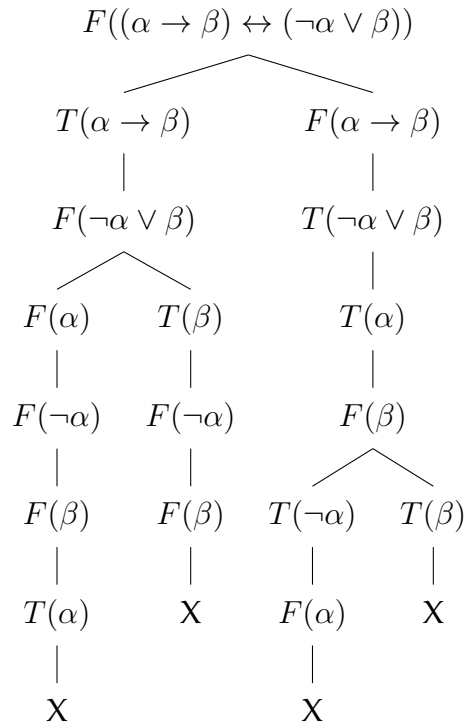 F((α → β) ↔ (¬α ∨ β))
T(α → β) F(α → β)
F(¬α ∨ β) T(¬α ∨ β)
F(α) T(β) T(α)
F(¬α) F(¬α) F(β)
F(β) F(β) T(¬α) T(β)
T(α) X F(α) X
X X